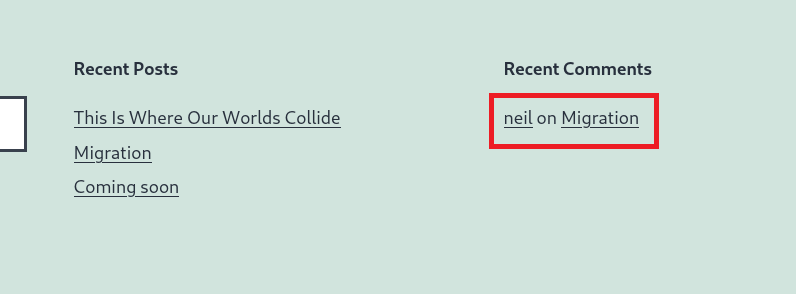 Recent Posts
This Is Where Our Worlds Collide
Migration
Coming soon
Recent Comments
neil on Migration